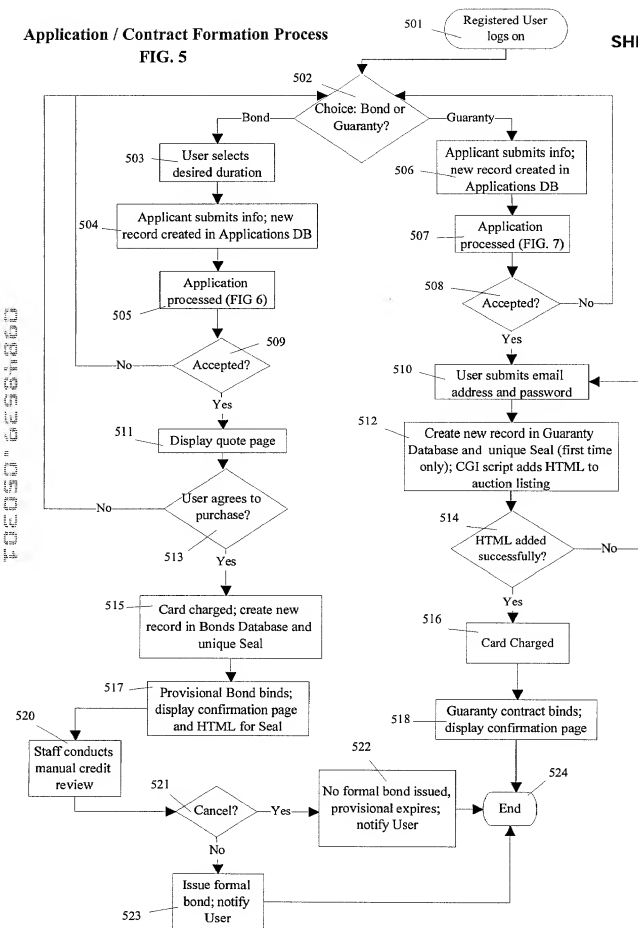 Application / Contract Formation Process
FIG. 5
SHE
501
Registered User
logs on
502
Choice: Bond or
Guaranty?
Bond
Guaranty
503
User selects
desired duration
504
Applicant submits info; new
record created in Applications DB
505
Application
processed (FIG 6)
506
Applicant submits info;
new record created in
Applications DB
507
Application
processed (FIG. 7)
508
Accepted?
No
Yes
509
Accepted?
No
Yes
510
User submits email
address and password
511
Display quote page
512
Create new record in Guaranty
Database and unique Seal (first time
only); CGI script adds HTML to
auction listing
User agrees to
purchase?
513
No
Yes
514
HTML added
successfully?
No
Yes
515
Card charged; create new
record in Bonds Database and
unique Seal
516
Card Charged
517
Provisional Bond binds;
display confirmation page
and HTML for Seal
518
Guaranty contract binds;
display confirmation page
520
Staff conducts
manual credit
review
521
Cancel?
Yes
No
522
No formal bond issued,
provisional expires;
notify User
524
End
523
Issue formal
bond; notify
User